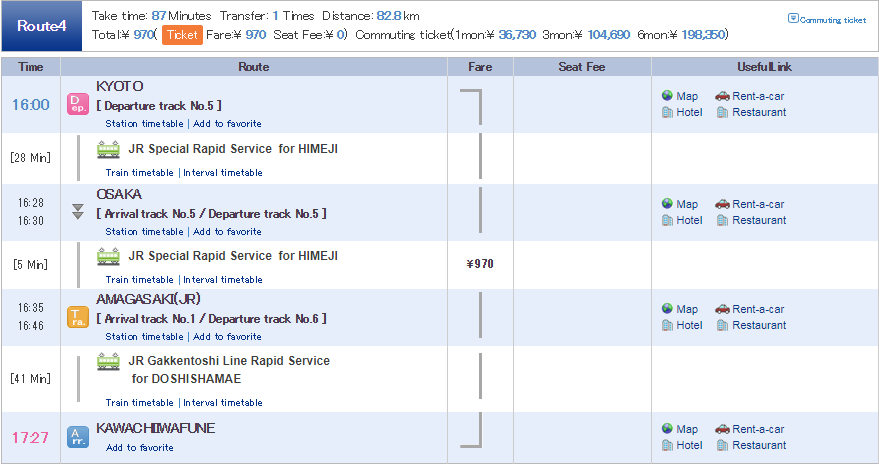 Route4
Take time: 87 Minutes Transfer: 1 Times Distance: 82.8 km
Total:¥ 970( Ticket Fare:¥ 970 Seat Fee:¥ 0) Commuting ticket(1mon:¥ 36,730 3mon:¥ 104,690 6mon:¥ 198,350)
Commuting ticket
Time Route Fare Seat Fee UsefulLink
16:00
Dep.
KYOTO
[ Departure track No.5 ]
Station timetable | Add to favorite
Map Rent-a-car
Hotel Restaurant
[28 Min]
JR Special Rapid Service for HIMEJI
Train timetable | Interval timetable
16:28
16:30
OSAKA
[ Arrival track No.5 / Departure track No.5 ]
Station timetable | Add to favorite
Map Rent-a-car
Hotel Restaurant
[5 Min]
JR Special Rapid Service for HIMEJI
Train timetable | Interval timetable
¥970
16:35
16:46
Tra.
AMAGASAKI(JR)
[ Arrival track No.1 / Departure track No.6 ]
Station timetable | Add to favorite
Map Rent-a-car
Hotel Restaurant
[41 Min]
JR Gakkentoshi Line Rapid Service
for DOSHISHAMAE
Train timetable | Interval timetable
17:27
Arr.
KAWACHIIWAFUNE
Add to favorite
Map Rent-a-car
Hotel Restaurant